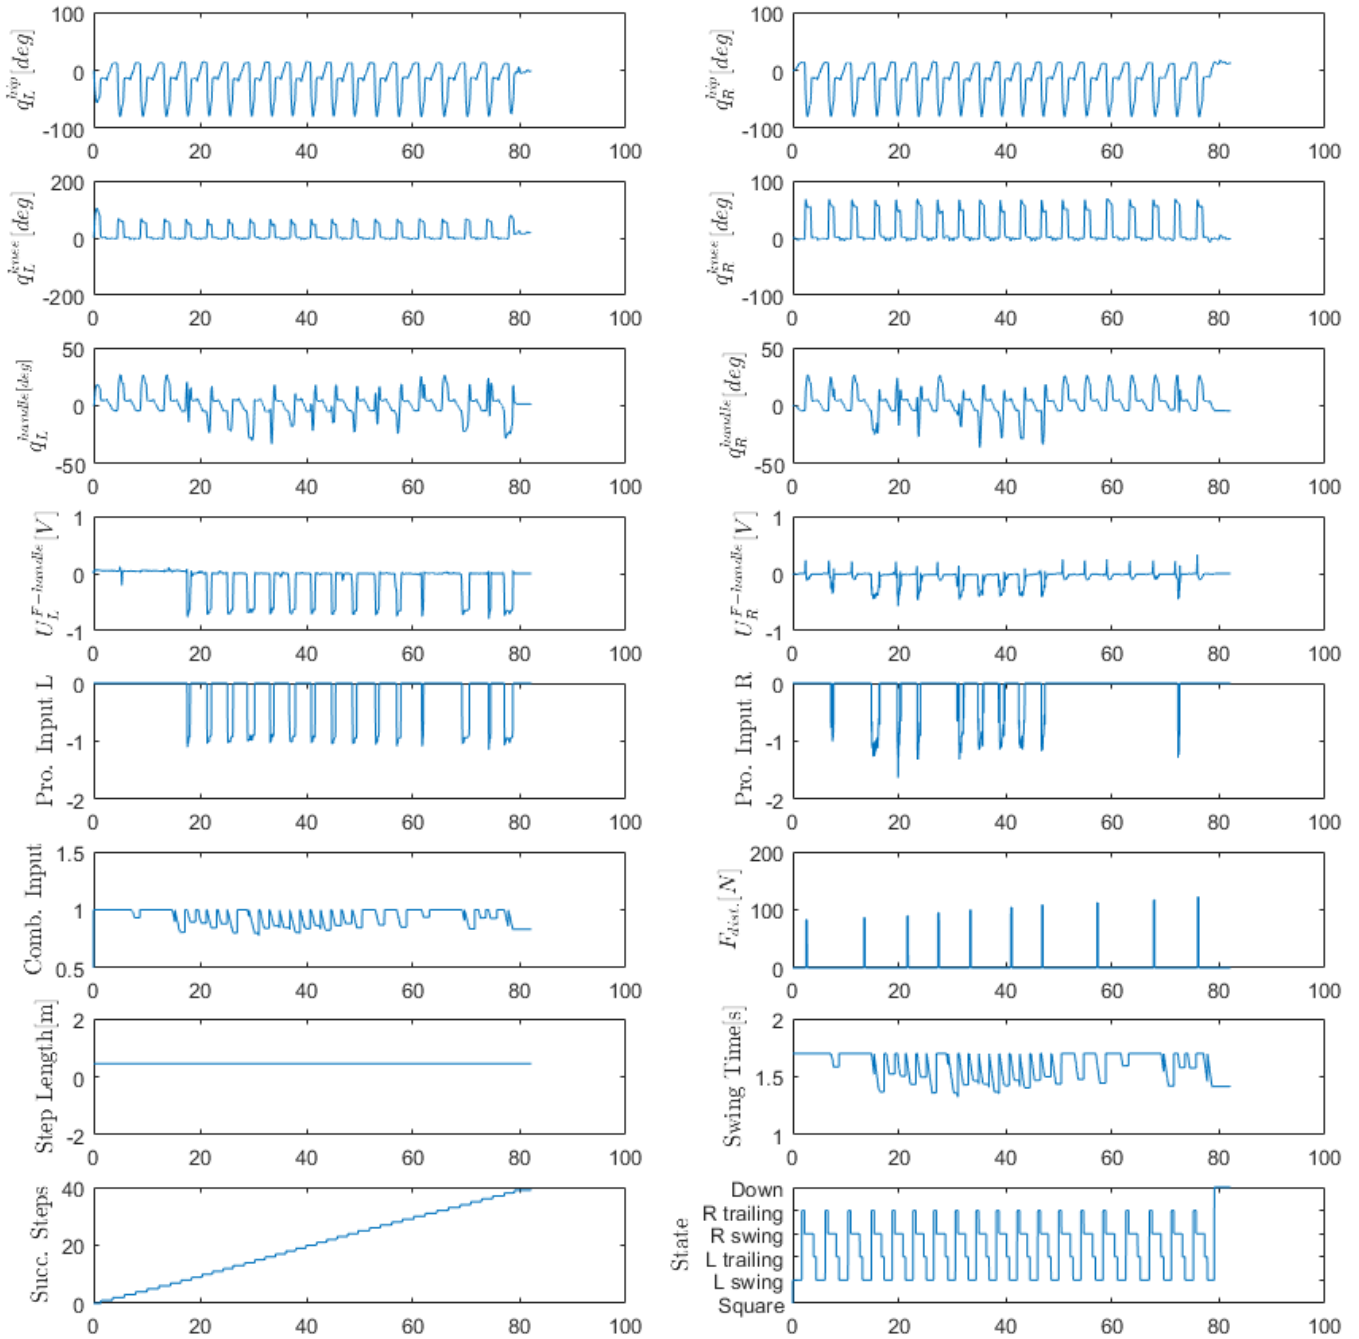 q_L^{hip}[deg]
100
0
-100
0 20 40 60 80 100
q_R^{hip}[deg]
100
0
-100
0 20 40 60 80 100
q_L^{knee}[deg]
200
0
-200
0 20 40 60 80 100
q_R^{knee}[deg]
100
0
-100
0 20 40 60 80 100
q_L^{handle[deg]}
50
0
-50
0 20 40 60 80 100
q_R^{handle}[deg]
50
0
-50
0 20 40 60 80 100
U_L^{F-handle}[V]
1
0
-1
0 20 40 60 80 100
U_R^{F-handle}[V]
1
0
-1
0 20 40 60 80 100
Pro. Input L
0
-1
-2
0 20 40 60 80 100
Pro. Input R
0
-1
-2
0 20 40 60 80 100
Comb. Input
1.5
1
0.5
0 20 40 60 80 100
F_{dist.}[N]
200
100
0
0 20 40 60 80 100
Step Length[m]
2
0
-2
0 20 40 60 80 100
Swing Time[s]
2
1.5
1
0 20 40 60 80 100
Succ. Steps
40
20
0
0 20 40 60 80 100
State
Down
R trailing
R swing
L trailing
L swing
Square
0 20 40 60 80 100